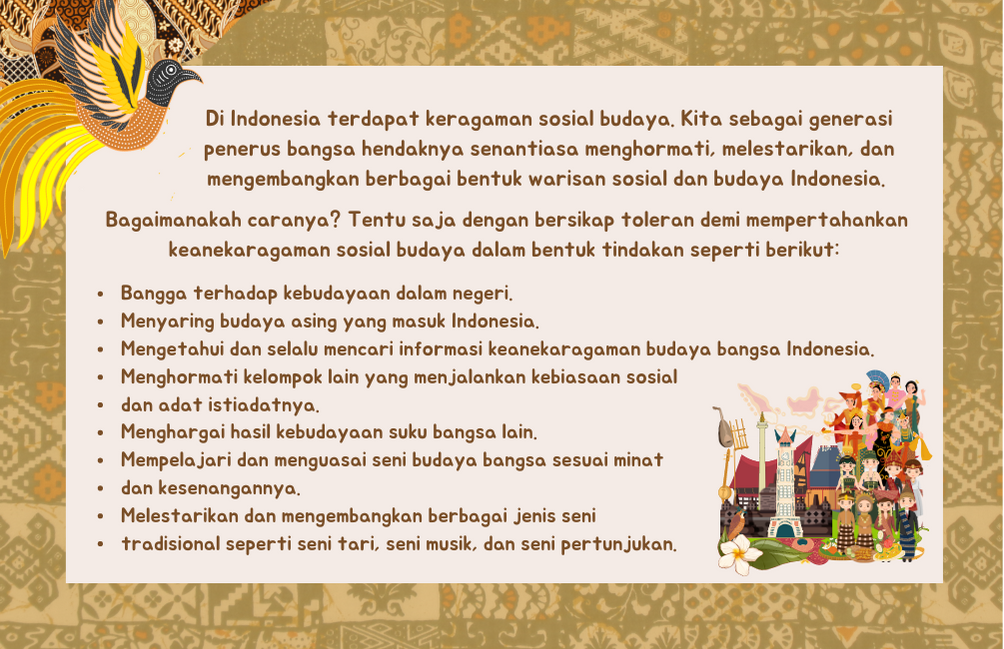 Di Indonesia terdapat keragaman sosial budaya. Kita sebagai generasi
penerus bangsa hendaknya senantiasa menghormati, melestarikan, dan
mengembangkan berbagai bentuk warisan sosial dan budaya Indonesia.
Bagaimanakah caranya? Tentu saja dengan bersikap toleran demi mempertahankan
keanekaragaman sosial budaya dalam bentuk tindakan seperti berikut:
• Bangga terhadap kebudayaan dalam negeri.
• Menyaring budaya asing yang masuk Indonesia.
• Mengetahui dan selalu mencari informasi keanekaragaman budaya bangsa Indonesia.
• Menghormati kelompok lain yang menjalankan kebiasaan sosial
• dan adat istiadatnya.
• Menghargai hasil kebudayaan suku bangsa lain.
• Mempelajari dan menguasai seni budaya bangsa sesuai minat
• dan kesenangannya.
• Melestarikan dan mengembangkan berbagai jenis seni
• tradisional seperti seni tari, seni musik, dan seni pertunjukan.